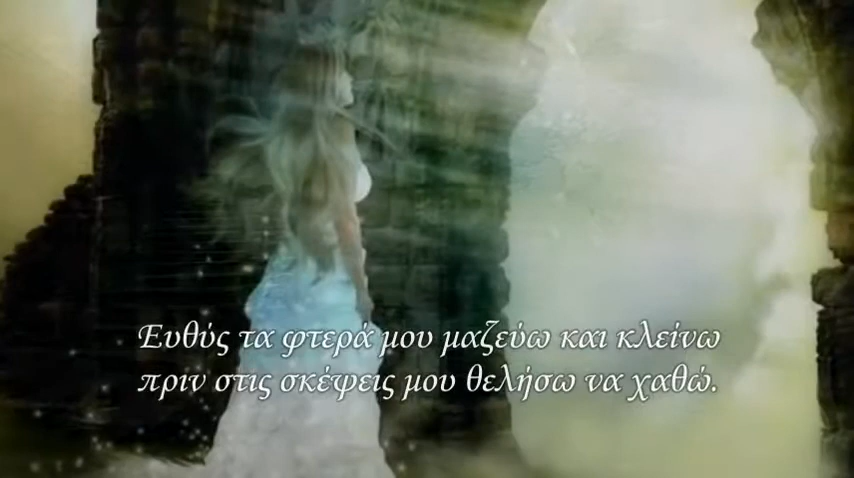 Ευθύς τα φτερά μου μαζεύω και κλείνω
πριν στις σκέψεις μου θελήσω να χαθώ.